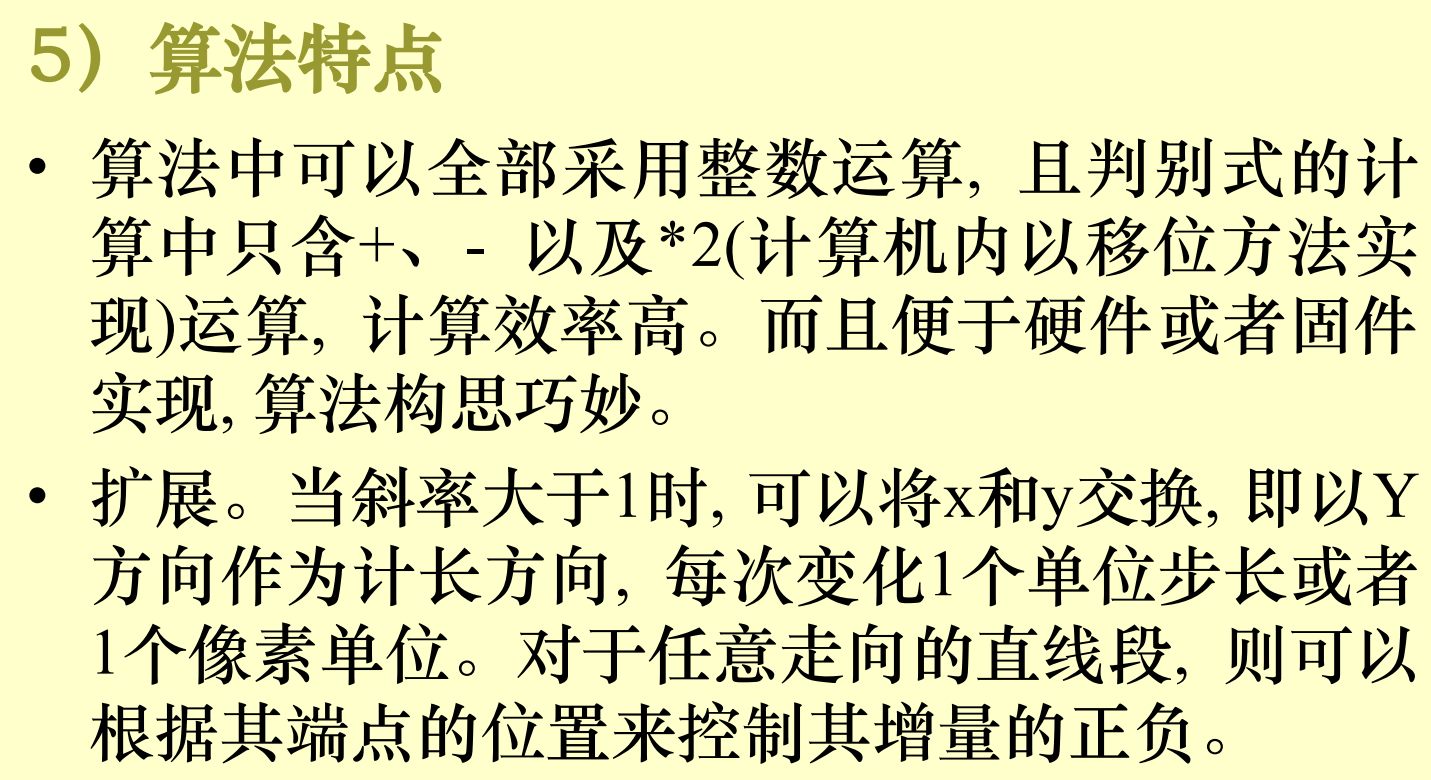 5）算法特点
• 算法中可以全部采用整数运算, 且判别式的计
算中只含+、- 以及*2(计算机内以移位方法实
现)运算, 计算效率高。而且便于硬件或者固件
实现, 算法构思巧妙。
• 扩展。当斜率大于1时, 可以将x和y交换, 即以Y
方向作为计长方向, 每次变化1个单位步长或者
1个像素单位。对于任意走向的直线段, 则可以
根据其端点的位置来控制其增量的正负。